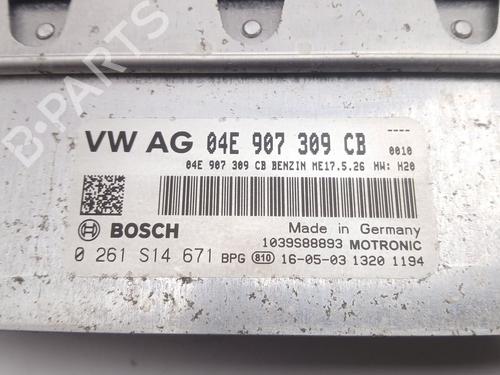 VW AG 04E 907 309 CB ----
0010
04E 907 309 CB BENZIN ME17.5.26 HW: H20
BOSCH
Made in Germany
1039S88893 MOTRONIC
0 261 S14 671 BPG 810 16-05-03 1320 1194
B-PARTS